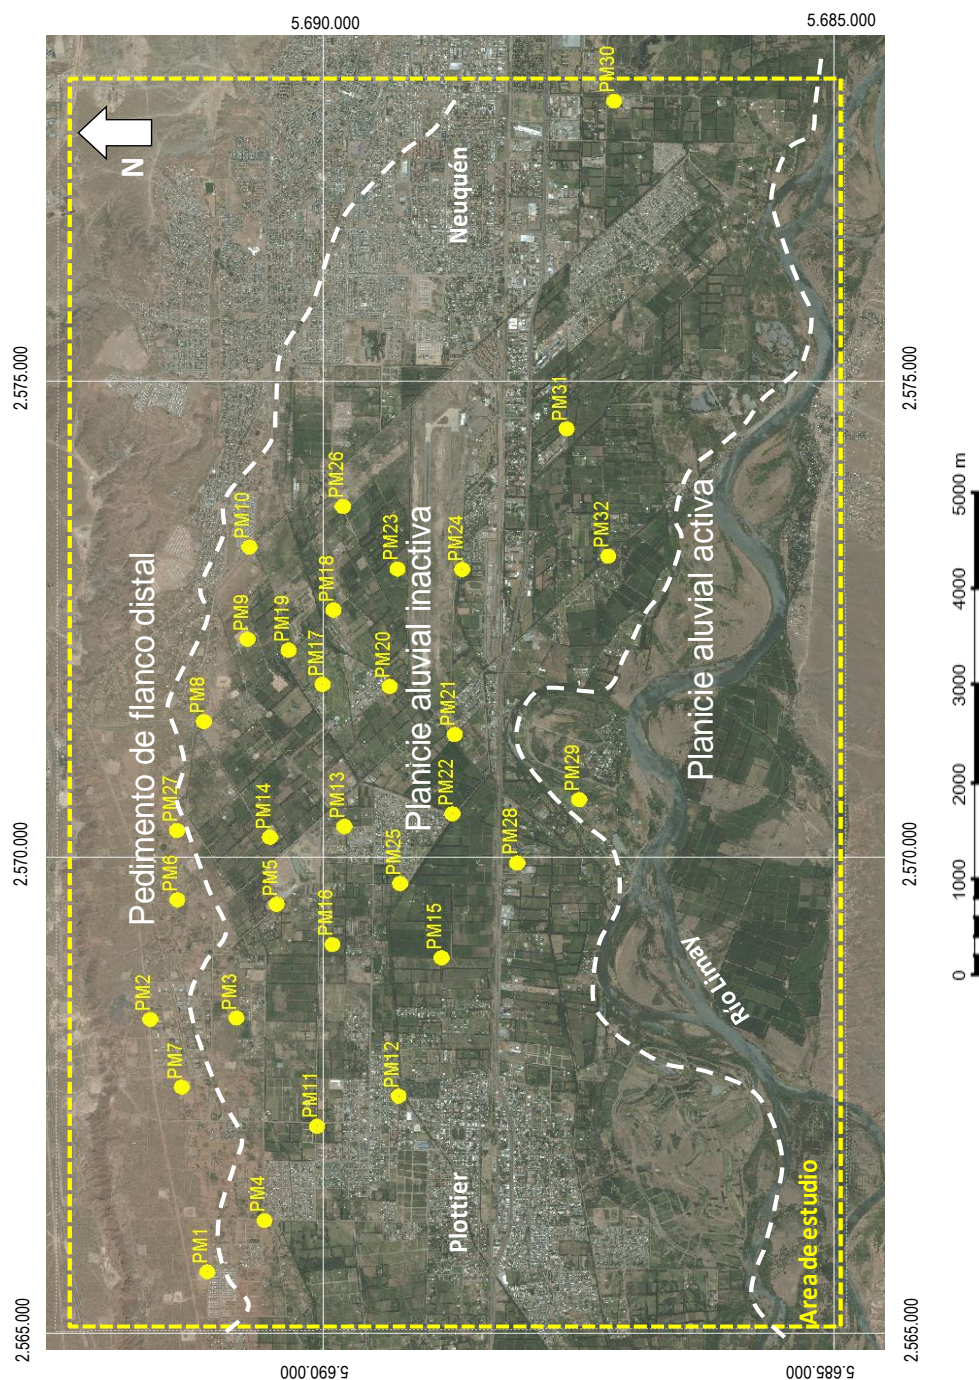 5.690.000
5.685.000
2.575.000
2.575.000
2.570.000
2.570.000
2.565.000
2.565.000
5.690.000
5.685.000
N
Pedimento de flanco distal
Planicie aluvial inactiva
Planicie aluvial activa
Neuquén
Plottier
Río Limay
Area de estudio
PM1
PM2
PM3
PM4
PM5
PM6
PM7
PM8
PM9
PM10
PM11
PM12
PM13
PM14
PM15
PM16
PM17
PM18
PM19
PM20
PM21
PM22
PM23
PM24
PM25
PM26
PM27
PM28
PM29
PM30
PM31
PM32
0 1000 2000 3000 4000 5000 m